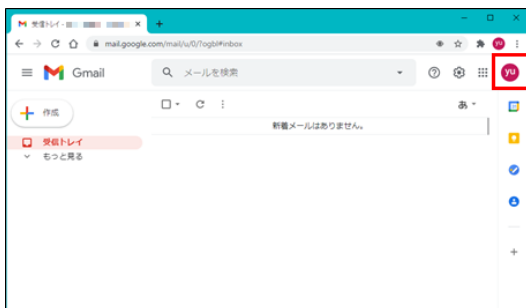 受信トレイ -
mail.google.com/mail/u/0/?ogbl#inbox
yu
Gmail
メールを検索
yu
作成
あ
新着メールはありません。
受信トレイ
もっと見る